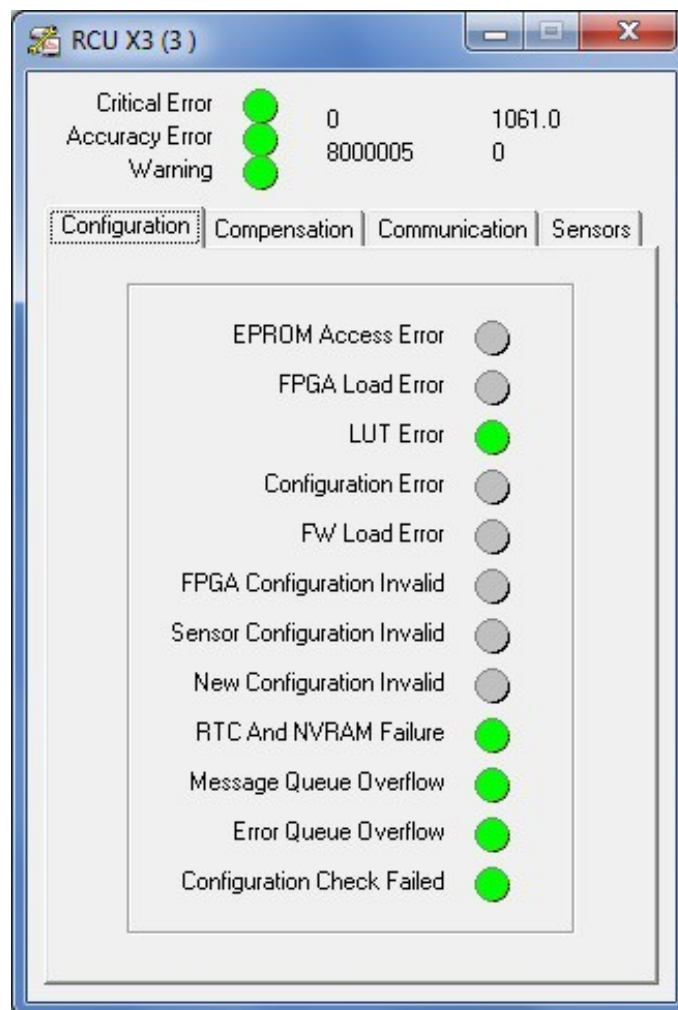 RCU X3 (3 )
Critical Error 0 1061.0
Accuracy Error 8000005 0
Warning
Configuration Compensation Communication Sensors
EPROM Access Error
FPGA Load Error
LUT Error
Configuration Error
FW Load Error
FPGA Configuration Invalid
Sensor Configuration Invalid
New Configuration Invalid
RTC And NVRAM Failure
Message Queue Overflow
Error Queue Overflow
Configuration Check Failed